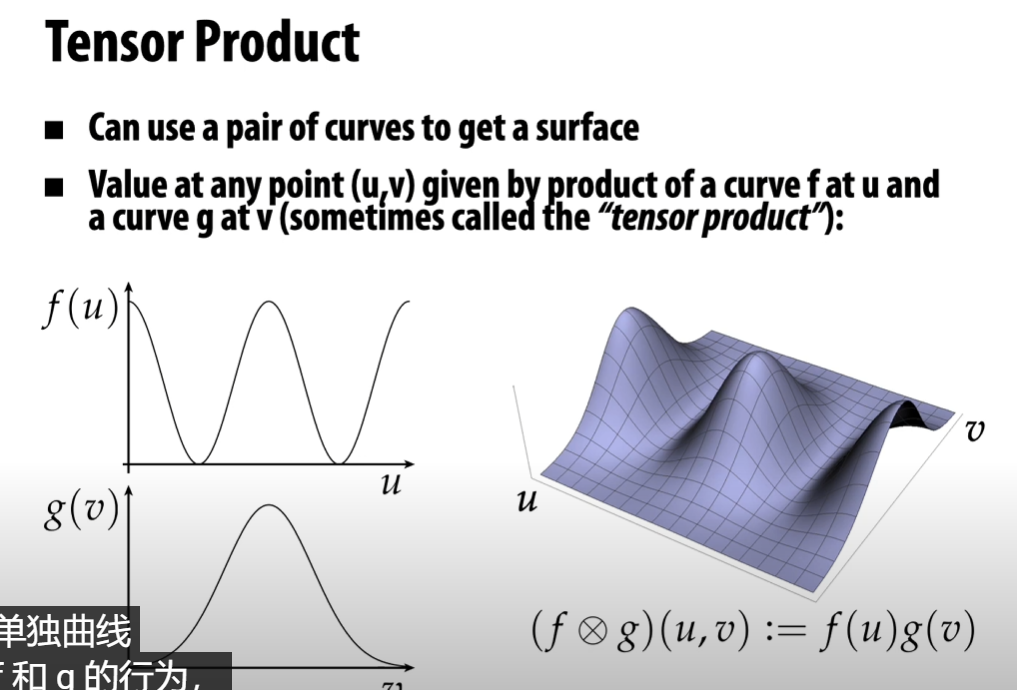 Tensor Product
■ Can use a pair of curves to get a surface
■ Value at any point (u,v) given by product of a curve f at u and
a curve g at v (sometimes called the “tensor product”):
f(u)
u
g(v)
v
u
(f ⊗ g)(u,v) := f(u)g(v)
单独曲线
f 和 g 的行为,